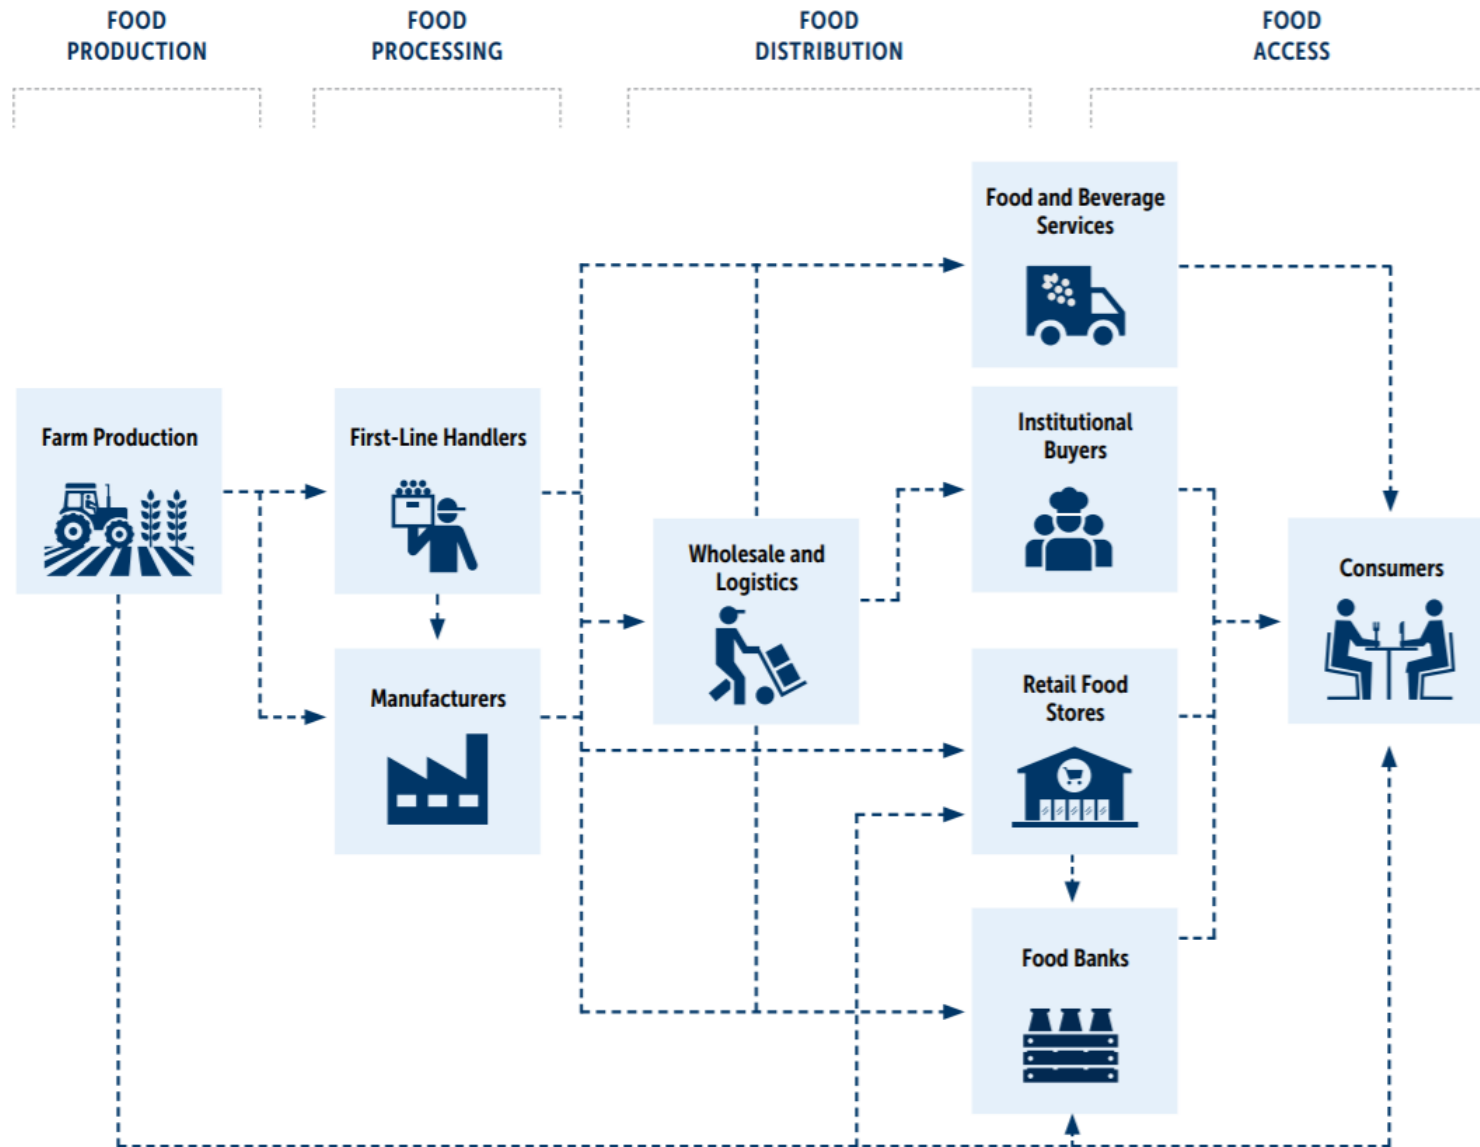 FOOD
PRODUCTION
FOOD
PROCESSING
FOOD
DISTRIBUTION
FOOD
ACCESS
Food and Beverage
Services
Farm Production
First-Line Handlers
Institutional
Buyers
Wholesale and
Logistics
Consumers
Manufacturers
Retail Food
Stores
Food Banks